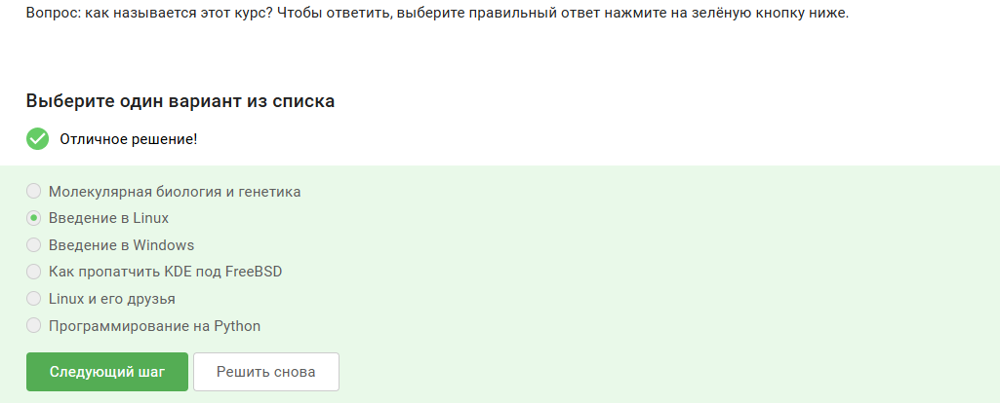 Вопрос: как называется этот курс? Чтобы ответить, выберите правильный ответ нажмите на зелёную кнопку ниже.
Выберите один вариант из списка
Отличное решение!
Молекулярная биология и генетика
Введение в Linux
Введение в Windows
Как пропатчить KDE под FreeBSD
Linux и его друзья
Программирование на Python
Следующий шаг
Решить снова